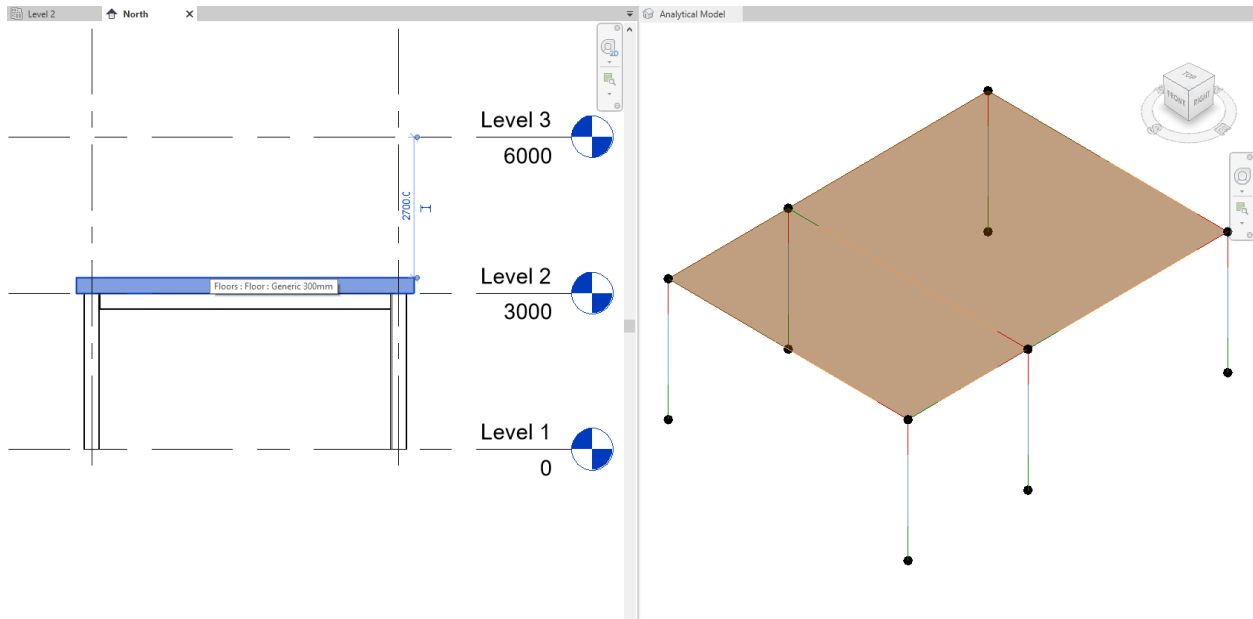 Level 2
North
Analytical Model
Level 3
6000
2700.0
Floors : Floor : Generic 300mm
Level 2
3000
Level 1
0
TOP
FRONT
RIGHT
2D